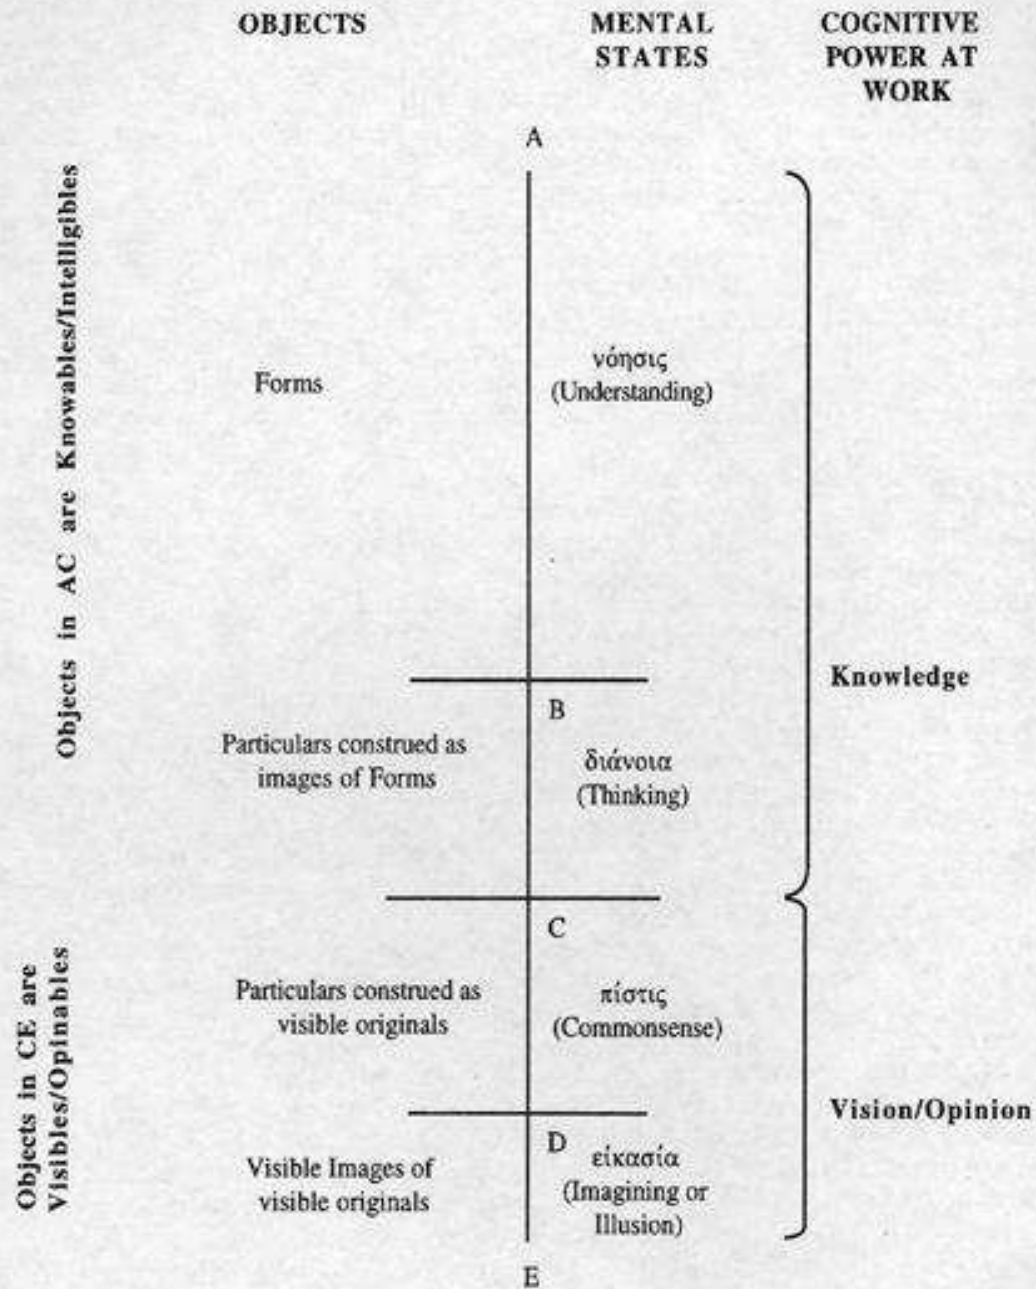 OBJECTS
MENTAL
STATES
COGNITIVE
POWER AT
WORK
A
Objects in AC are Knowables/Intelligibles
Forms
νόησις
(Understanding)
Knowledge
B
Particulars construed as
images of Forms
διάνοια
(Thinking)
C
Objects in CE are
Visibles/Opinables
Particulars construed as
visible originals
πίστις
(Commonsense)
Vision/Opinion
D
Visible Images of
visible originals
εἰκασία
(Imagining or
Illusion)
E